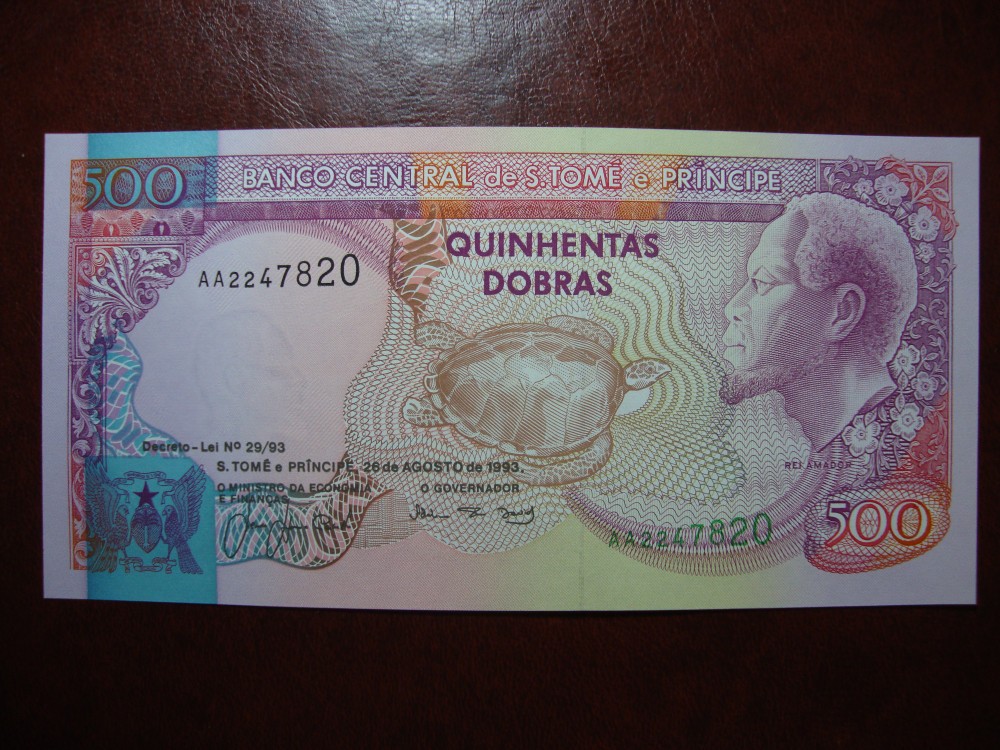 500
BANCO CENTRAL de S.TOMÉ e PRÍNCIPE
QUINHENTAS
DOBRAS
AA2247820
Decreto-Lei Nº 29/93
S. TOMÉ e PRÍNCIPE, 26 de AGOSTO de 1993.
O MINISTRO DA ECONOMIA
E FINANÇAS
O GOVERNADOR
REI AMADOR
AA2247820
500